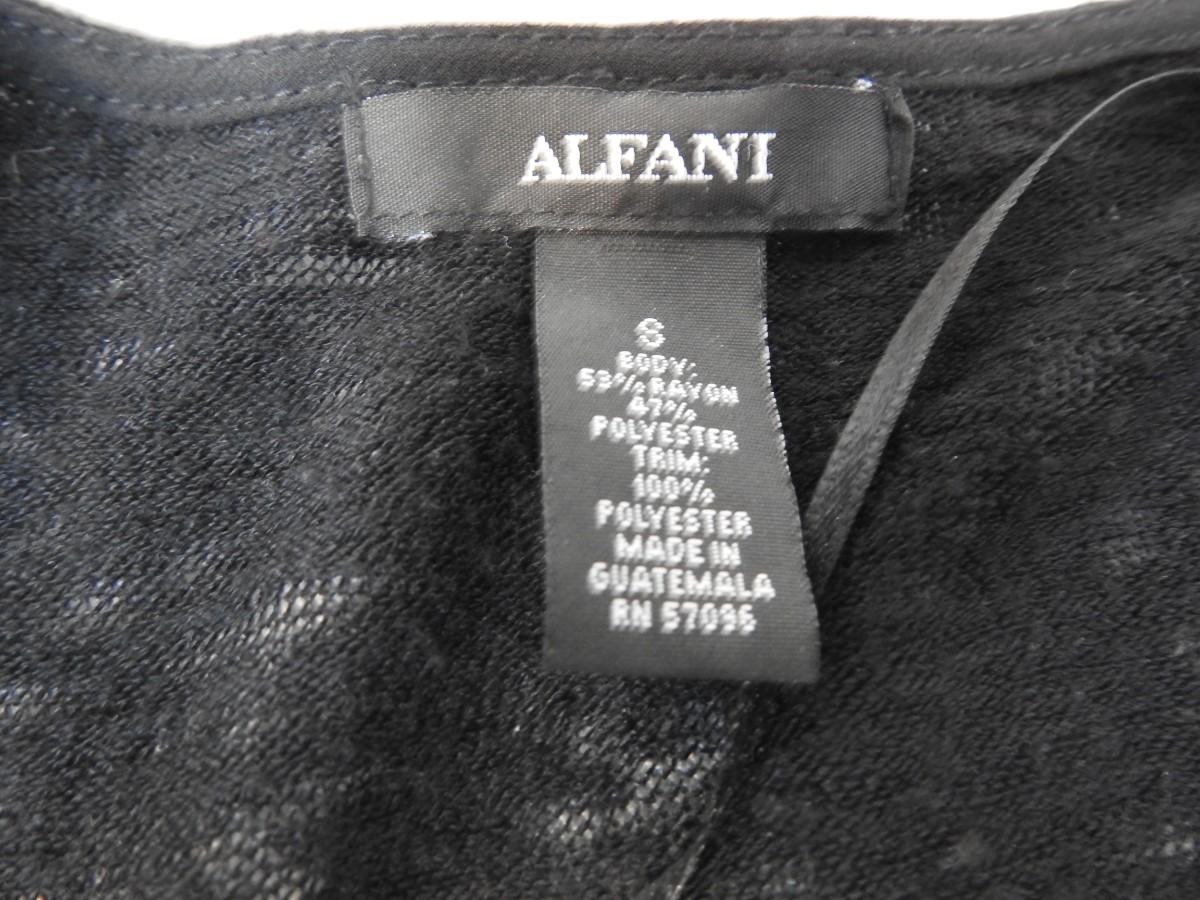 ALFANI
S
BODY:
53% RAYON
47%
POLYESTER
TRIM:
100%
POLYESTER
MADE IN
GUATEMALA
RN 57096